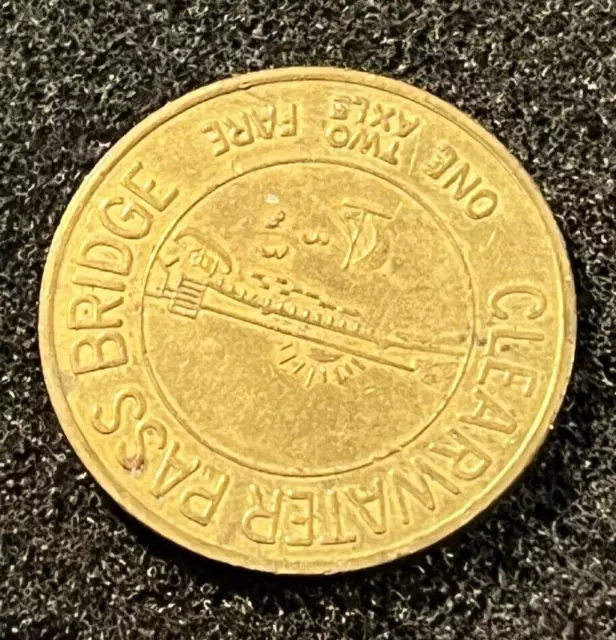 CLEARWATER PASS BRIDGE
ONE TWO FARE
AXLE